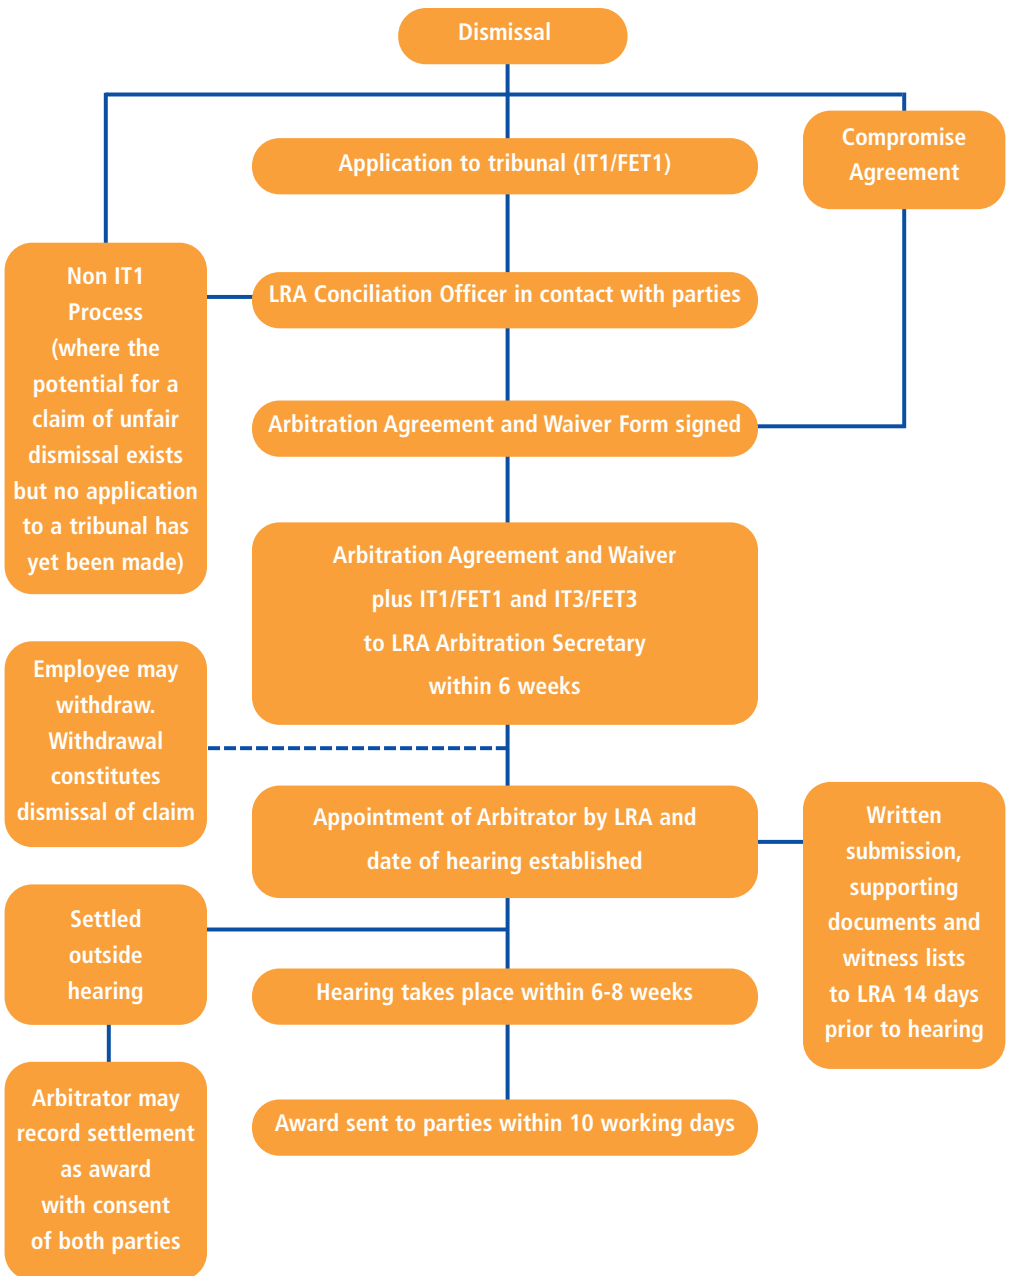 Dismissal
Application to tribunal (IT1/FET1)
Compromise
Agreement
Non IT1
Process
(where the
potential for a
claim of unfair
dismissal exists
but no application
to a tribunal has
yet been made)
LRA Conciliation Officer in contact with parties
Arbitration Agreement and Waiver Form signed
Arbitration Agreement and Waiver
plus IT1/FET1 and IT3/FET3
to LRA Arbitration Secretary
within 6 weeks
Employee may
withdraw.
Withdrawal
constitutes
dismissal of claim
Appointment of Arbitrator by LRA and
date of hearing established
Written
submission,
supporting
documents and
witness lists
to LRA 14 days
prior to hearing
Settled
outside
hearing
Hearing takes place within 6-8 weeks
Arbitrator may
record settlement
as award
with consent
of both parties
Award sent to parties within 10 working days